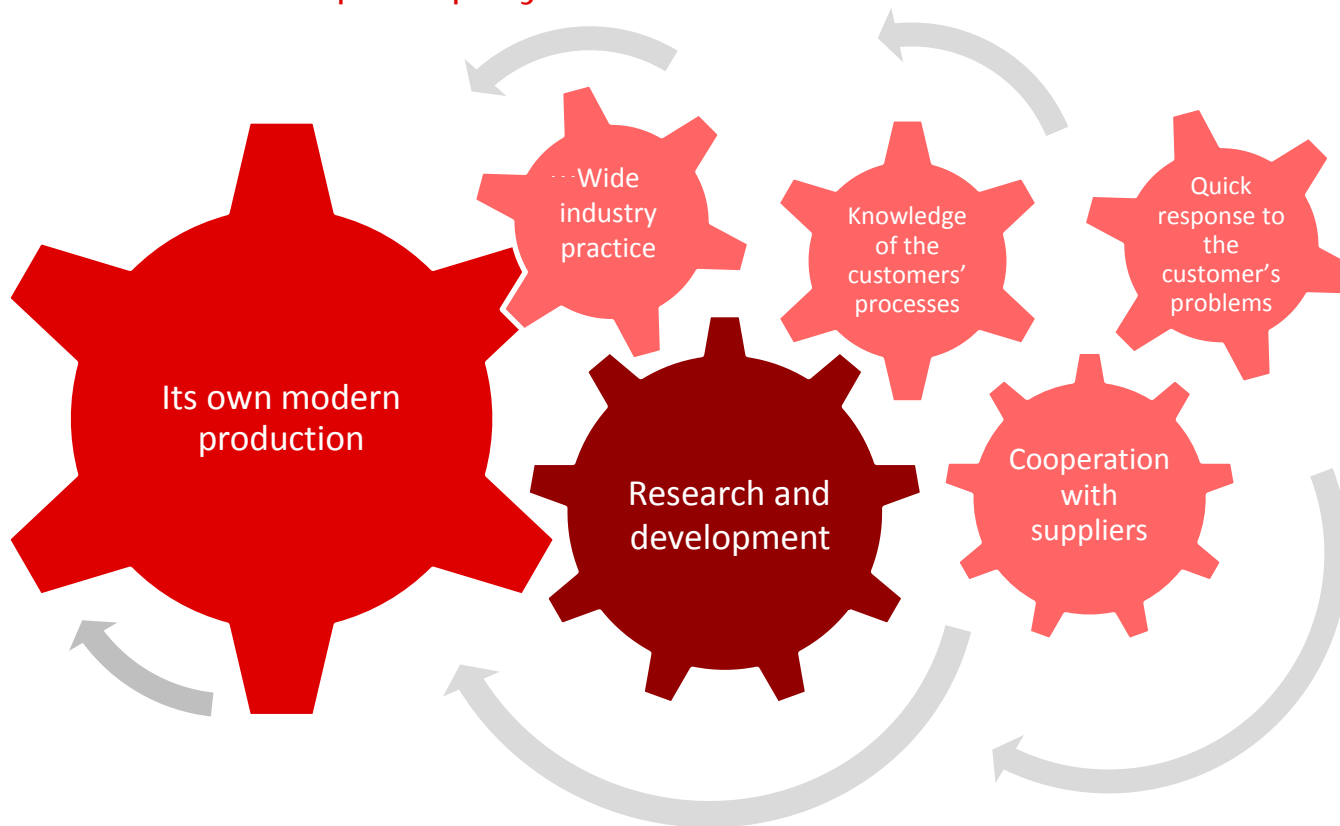 Its own modern
production
Wide
industry
practice
Research and
development
Knowledge
of the
customers’
processes
Cooperation
with
suppliers
Quick
response to
the
customer’s
problems